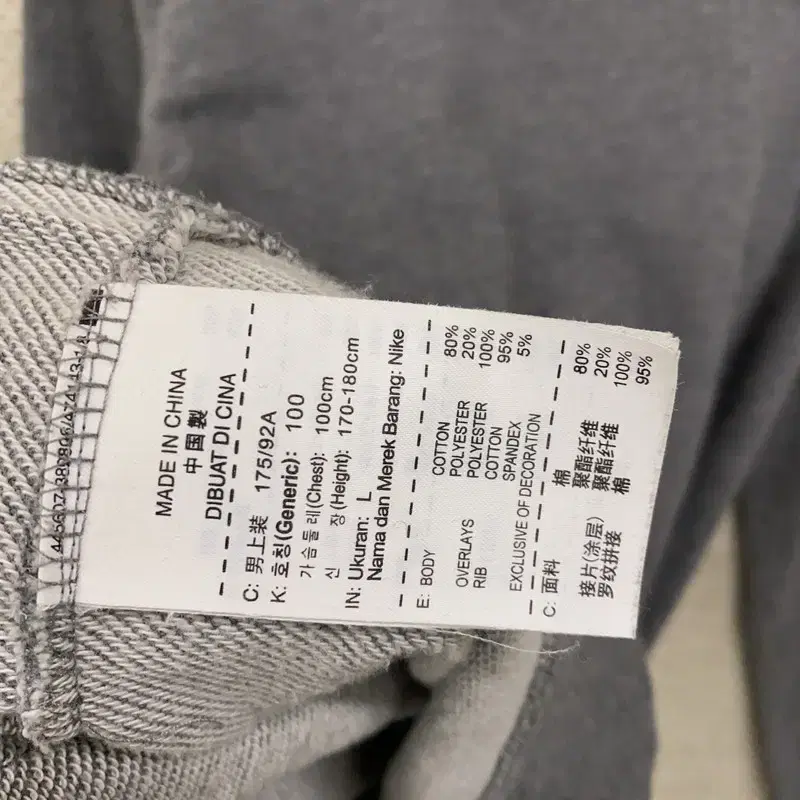 MADE IN CHINA
中国製
DIBUAT DI CINA
C: 男上装 175/92A
K: 호칭(Generic): 100
가슴둘레(Chest): 100cm
신 장(Height): 170-180cm
IN: Ukuran: L
Nama dan Merek Barang: Nike
E: BODY COTTON 80%
POLYESTER 20%
OVERLAYS POLYESTER 100%
RIB COTTON 95%
SPANDEX 5%
EXCLUSIVE OF DECORATION
C: 面料 棉 80%
聚酯纤维 20%
接片(涂层) 聚酯纤维 100%
罗纹拼接 棉 95%